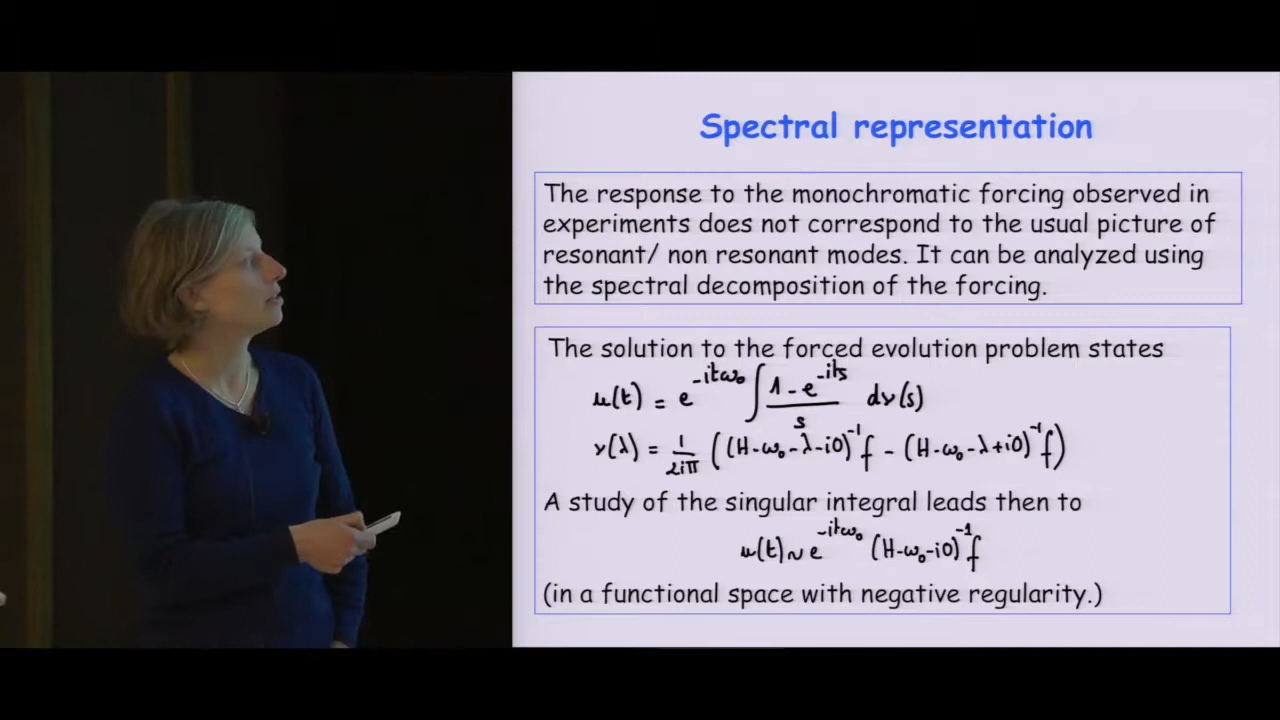 Spectral representation
The response to the monochromatic forcing observed in
experiments does not correspond to the usual picture of
resonant/ non resonant modes. It can be analyzed using
the spectral decomposition of the forcing.
The solution to the forced evolution problem states
u(t) = e^{-itω₀} ∫ \frac{1 - e^{-its}}{s} dν(s)
ν(λ) = \frac{1}{2iπ} ((H-ω₀-λ-i0)^{-1} f - (H-ω₀-λ+i0)^{-1} f)
A study of the singular integral leads then to
u(t) ~ e^{-itω₀} (H-ω₀-i0)^{-1} f
(in a functional space with negative regularity.)